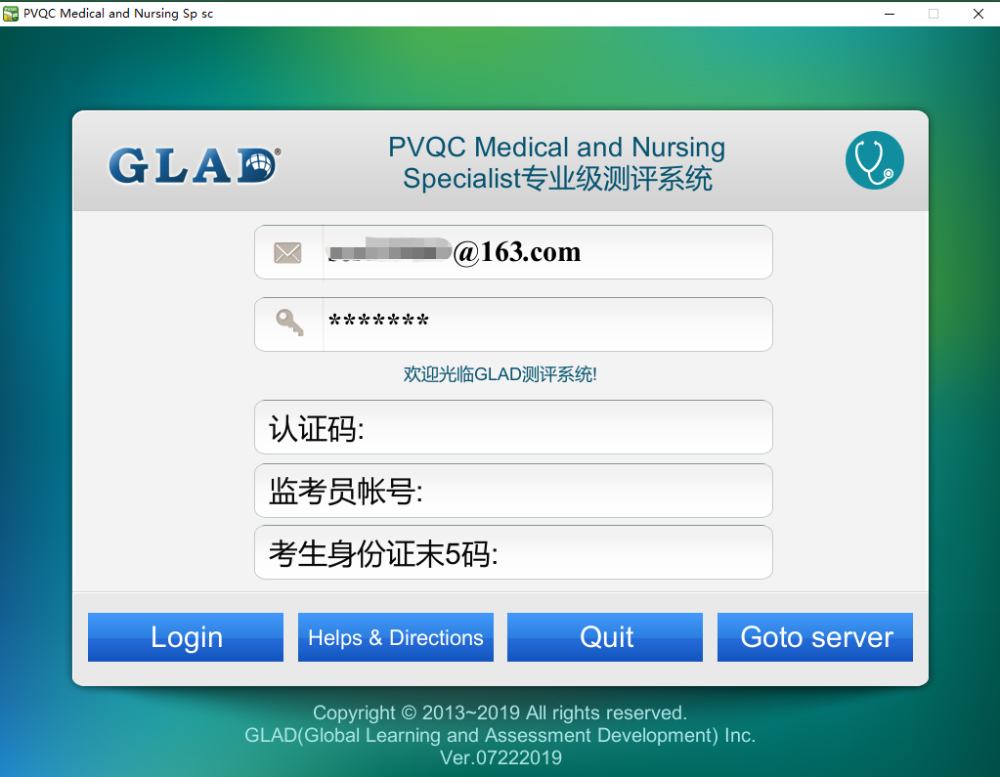 PVQC Medical and Nursing Sp sc
GLAD®
PVQC Medical and Nursing
Specialist专业级测评系统
@163.com
*******
欢迎光临GLAD测评系统!
认证码:
监考员帐号:
考生身份证末5码:
Login
Helps & Directions
Quit
Goto server
Copyright © 2013~2019 All rights reserved.
GLAD(Global Learning and Assessment Development) Inc.
Ver.07222019